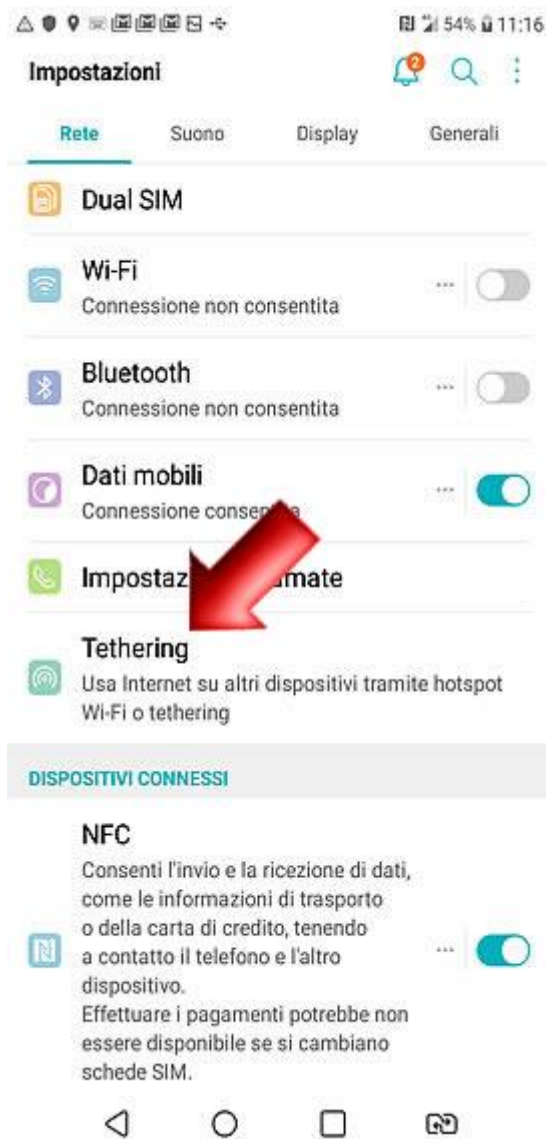 54% 11:16
Impostazioni
2
Rete Suono Display Generali
Dual SIM
Wi-Fi
Connessione non consentita
Bluetooth
Connessione non consentita
Dati mobili
Connessione
Tethering
Usa Internet su altri dispositivi tramite hotspot
Wi-Fi o tethering
DISPOSITIVI CONNESSI
NFC
Consenti l'invio e la ricezione di dati,
come le informazioni di trasporto
o della carta di credito, tenendo
a contatto il telefono e l'altro
dispositivo.
Effettuare i pagamenti potrebbe non
essere disponibile se si cambiano
schede SIM.